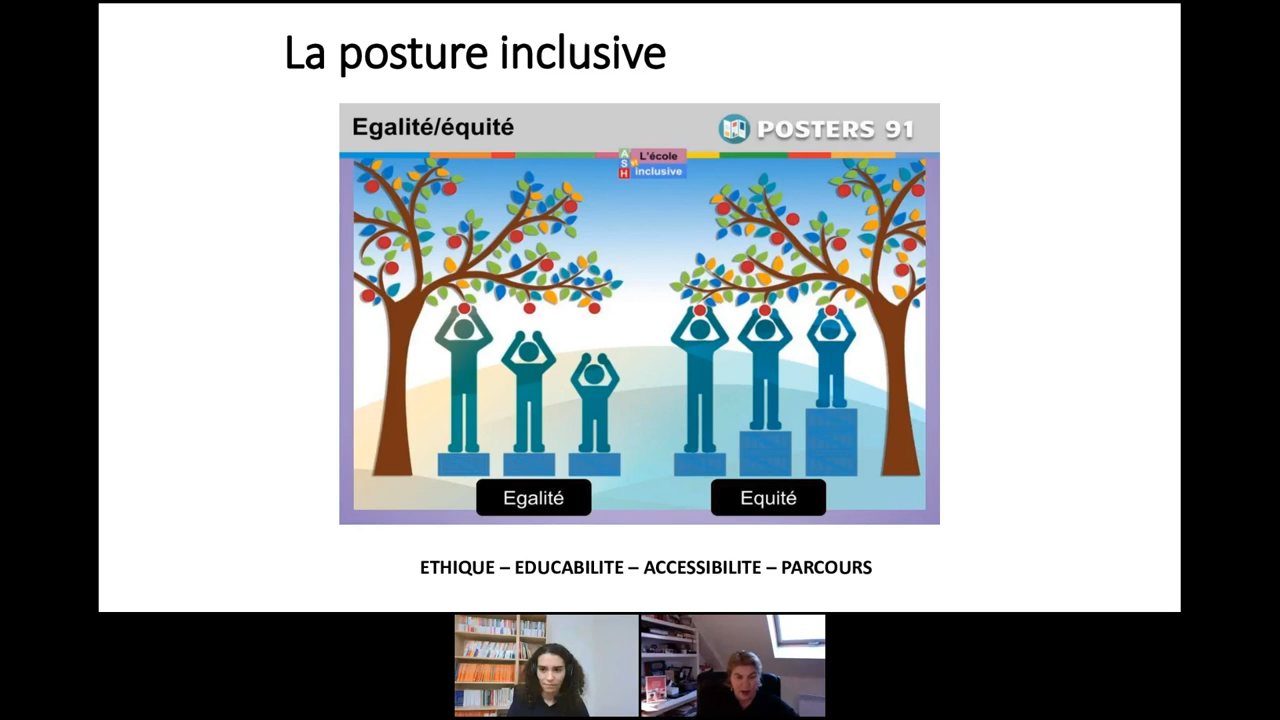 La posture inclusive
Egalité/équité
POSTERS 91
A
S
H
L'école
inclusive
Egalité
Equité
ETHIQUE – EDUCABILITE – ACCESSIBILITE – PARCOURS